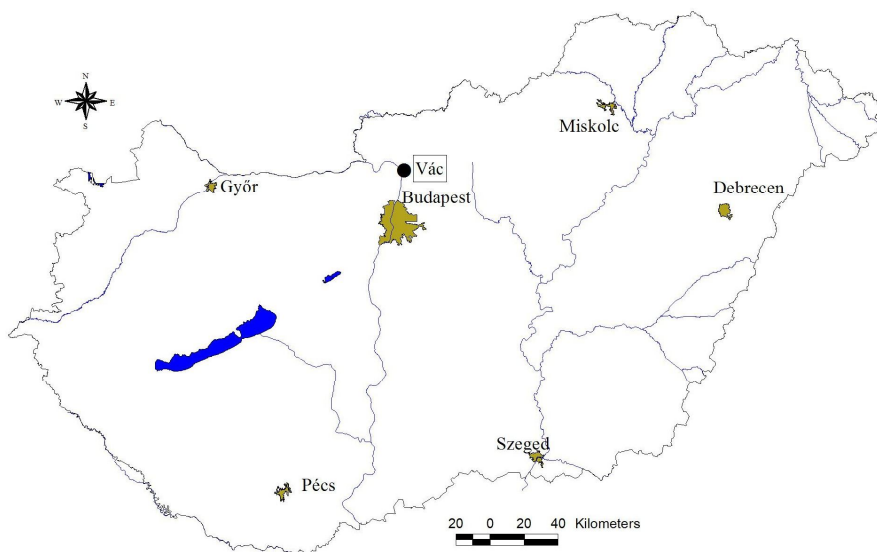 N
W E
S
Miskolc
Vác
Győr
Debrecen
Budapest
Szeged
Pécs
20 0 20 40 Kilometers